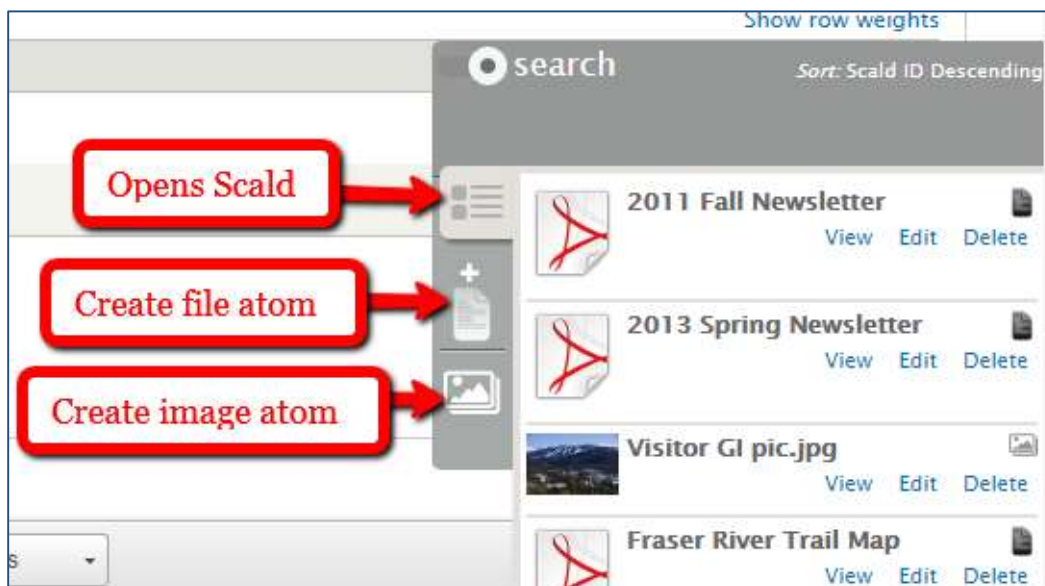 Show row weights
search
Sort: Scald ID Descending
Opens Scald
2011 Fall Newsletter
View Edit Delete
Create file atom
2013 Spring Newsletter
View Edit Delete
Create image atom
Visitor GI pic.jpg
View Edit Delete
Fraser River Trail Map
s
View Edit Delete